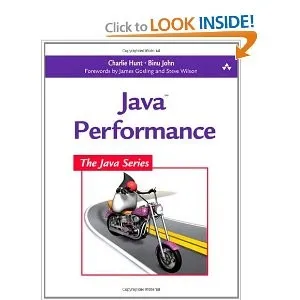 Click to LOOK INSIDE!
Charlie Hunt • Binu John
Forewords by James Gosling and Steve Wilson
Java™
Performance
The Java Series